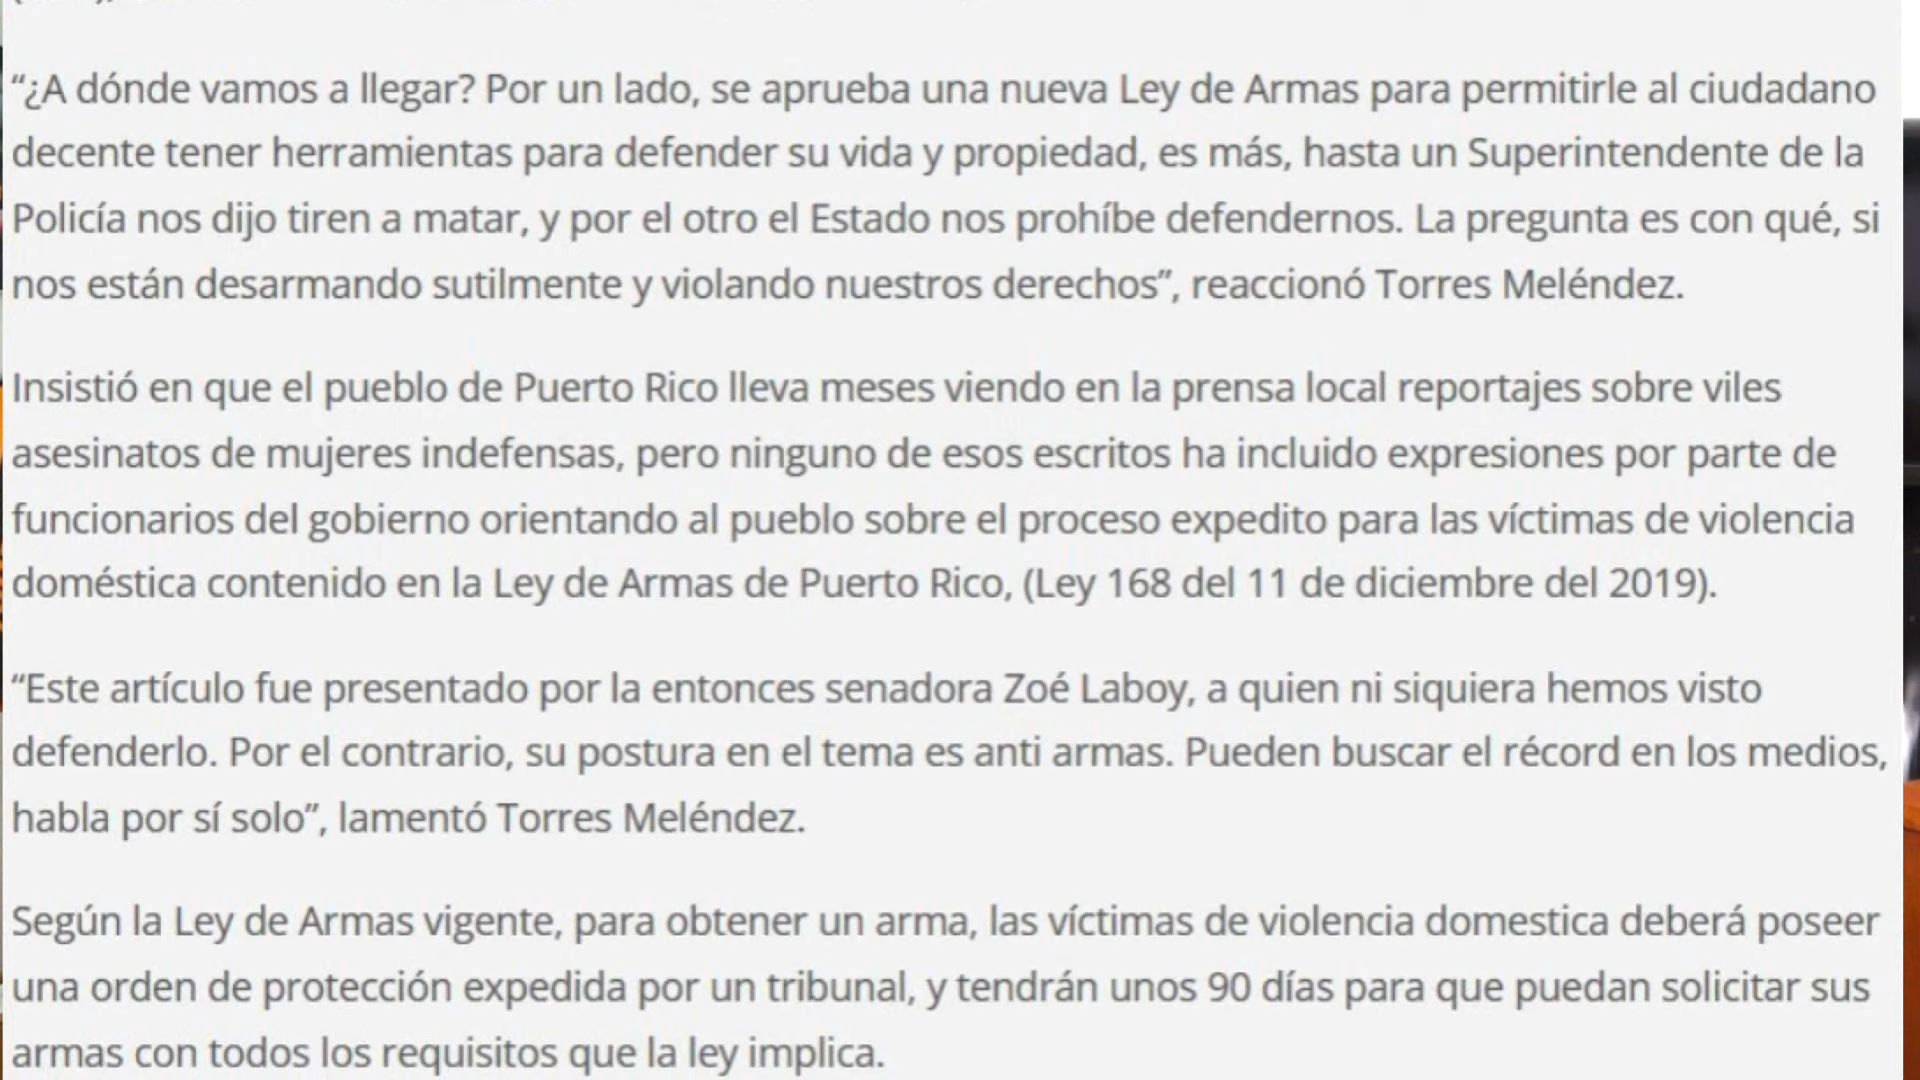 “¿A dónde vamos a llegar? Por un lado, se aprueba una nueva Ley de Armas para permitirle al ciudadano
decente tener herramientas para defender su vida y propiedad, es más, hasta un Superintendente de la
Policía nos dijo tiren a matar, y por el otro el Estado nos prohíbe defendernos. La pregunta es con qué, si
nos están desarmando sutilmente y violando nuestros derechos”, reaccionó Torres Meléndez.
Insistió en que el pueblo de Puerto Rico lleva meses viendo en la prensa local reportajes sobre viles
asesinatos de mujeres indefensas, pero ninguno de esos escritos ha incluido expresiones por parte de
funcionarios del gobierno orientando al pueblo sobre el proceso expedito para las víctimas de violencia
doméstica contenido en la Ley de Armas de Puerto Rico, (Ley 168 del 11 de diciembre del 2019).
“Este artículo fue presentado por la entonces senadora Zoé Laboy, a quien ni siquiera hemos visto
defenderlo. Por el contrario, su postura en el tema es anti armas. Pueden buscar el récord en los medios,
habla por sí solo”, lamentó Torres Meléndez.
Según la Ley de Armas vigente, para obtener un arma, las víctimas de violencia domestica deberá poseer
una orden de protección expedida por un tribunal, y tendrán unos 90 días para que puedan solicitar sus
armas con todos los requisitos que la ley implica.